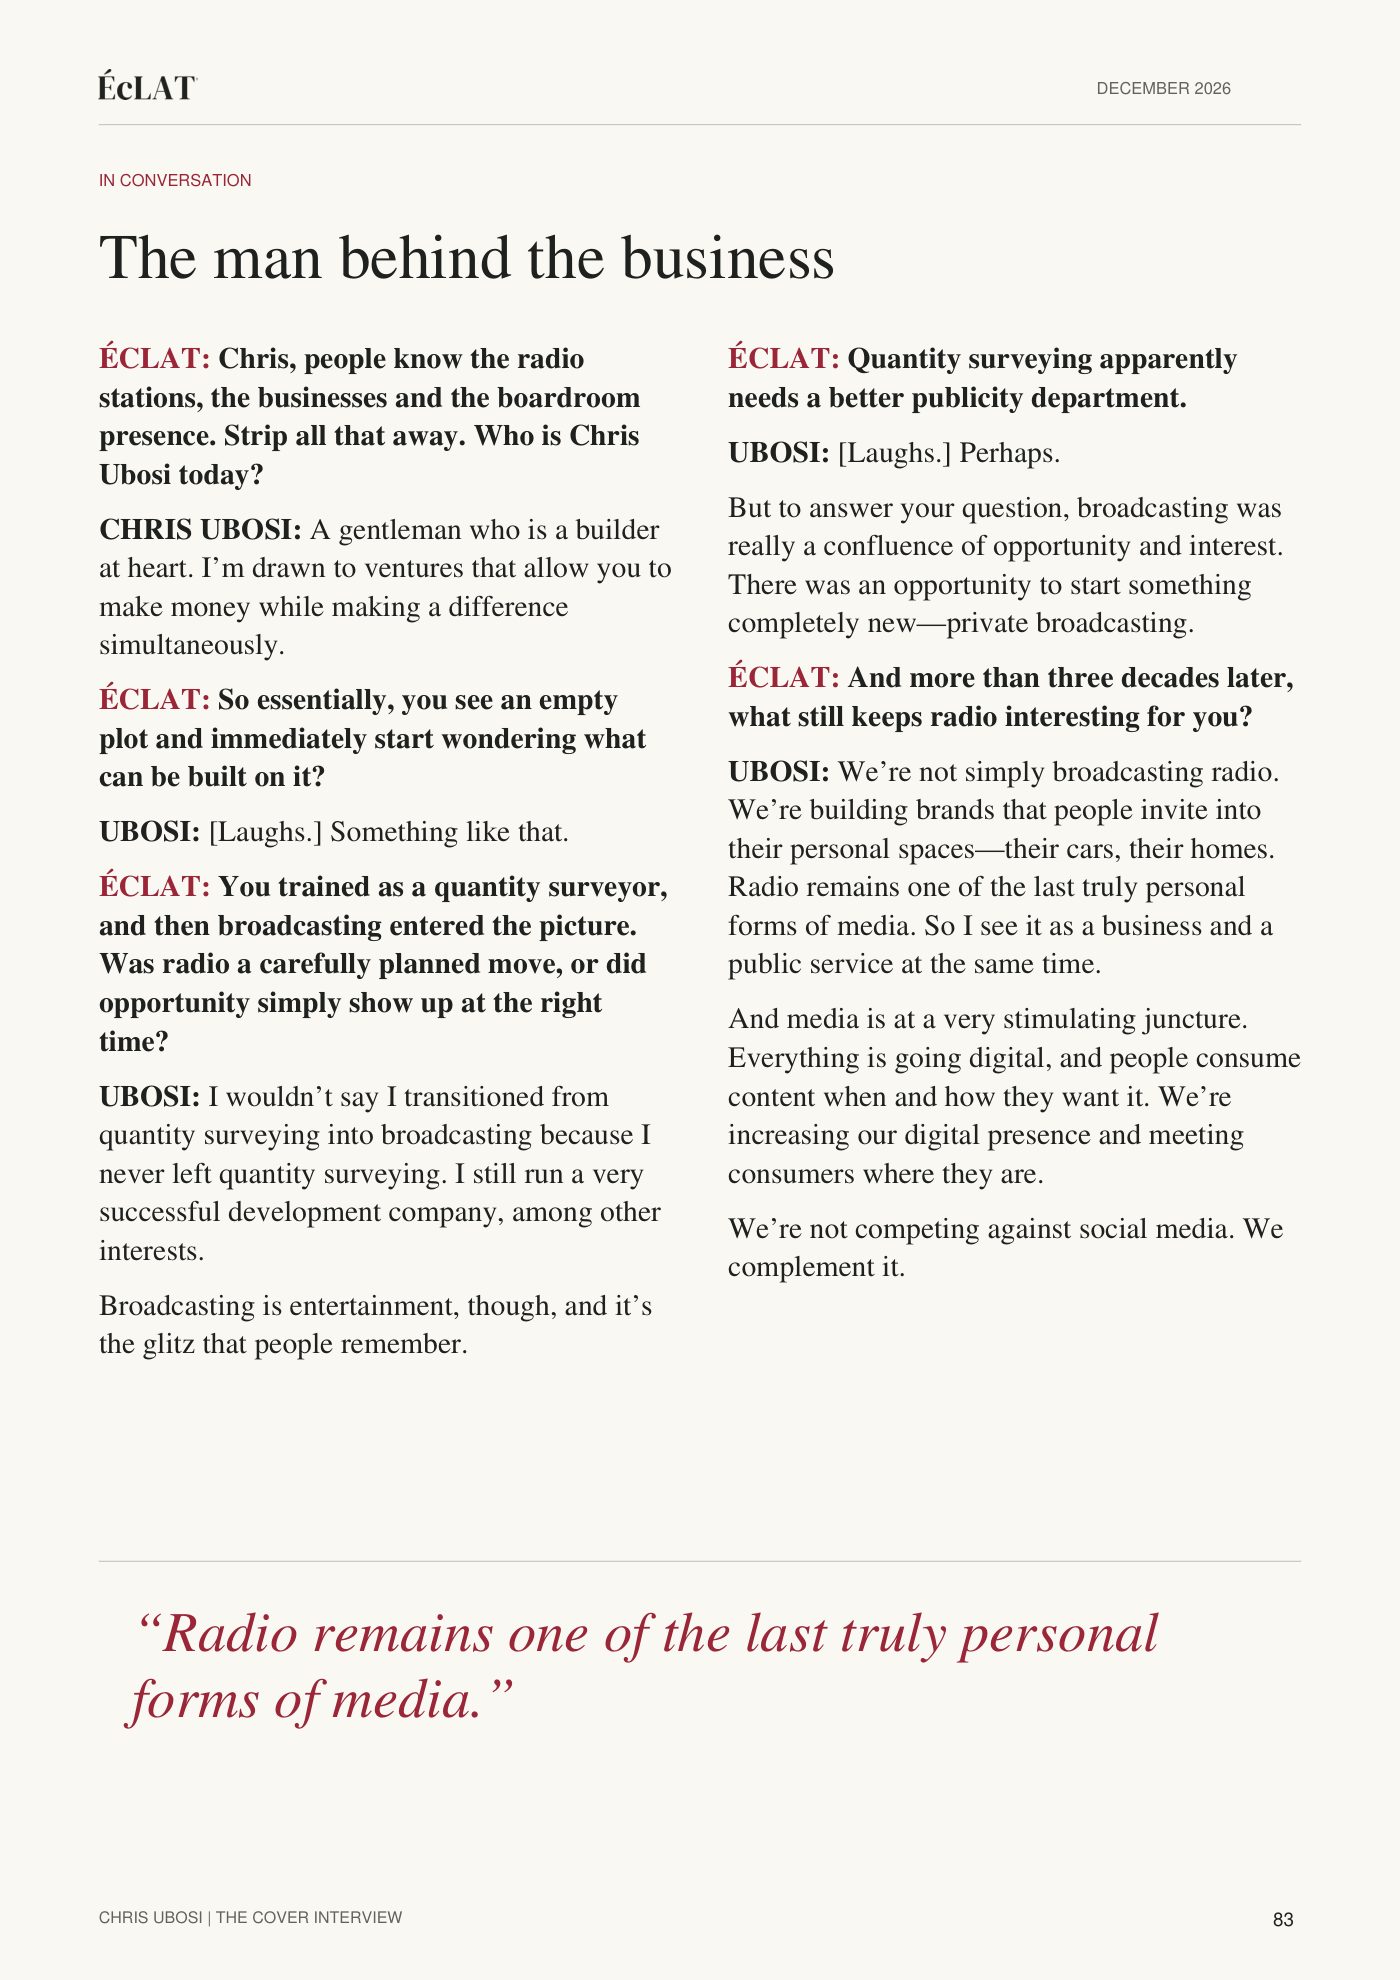 ÉcLAT
DECEMBER 2026
IN CONVERSATION
The man behind the business
ÉCLAT: Chris, people know the radio
stations, the businesses and the boardroom
presence. Strip all that away. Who is Chris
Ubosi today?
CHRIS UBOSI: A gentleman who is a builder
at heart. I’m drawn to ventures that allow you to
make money while making a difference
simultaneously.
ÉCLAT: So essentially, you see an empty
plot and immediately start wondering what
can be built on it?
UBOSI: [Laughs.] Something like that.
ÉCLAT: You trained as a quantity surveyor,
and then broadcasting entered the picture.
Was radio a carefully planned move, or did
opportunity simply show up at the right
time?
UBOSI: I wouldn’t say I transitioned from
quantity surveying into broadcasting because I
never left quantity surveying. I still run a very
successful development company, among other
interests.
Broadcasting is entertainment, though, and it’s
the glitz that people remember.
ÉCLAT: Quantity surveying apparently
needs a better publicity department.
UBOSI: [Laughs.] Perhaps.
But to answer your question, broadcasting was
really a confluence of opportunity and interest.
There was an opportunity to start something
completely new—private broadcasting.
ÉCLAT: And more than three decades later,
what still keeps radio interesting for you?
UBOSI: We’re not simply broadcasting radio.
We’re building brands that people invite into
their personal spaces—their cars, their homes.
Radio remains one of the last truly personal
forms of media. So I see it as a business and a
public service at the same time.
And media is at a very stimulating juncture.
Everything is going digital, and people consume
content when and how they want it. We’re
increasing our digital presence and meeting
consumers where they are.
We’re not competing against social media. We
complement it.
“Radio remains one of the last truly personal
forms of media.”
CHRIS UBOSI | THE COVER INTERVIEW
83